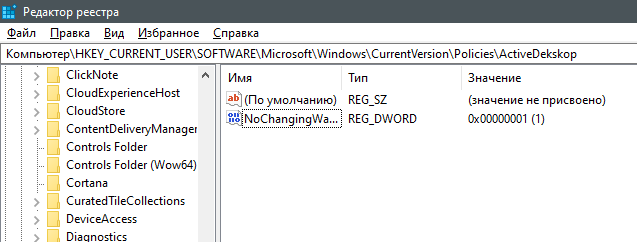 Редактор реестра
Файл Правка Вид Избранное Справка
Компьютер\HKEY_CURRENT_USER\SOFTWARE\Microsoft\Windows\CurrentVersion\Policies\ActiveDekskop
ClickNote
CloudExperienceHost
CloudStore
ContentDeliveryManager
Controls Folder
Controls Folder (Wow64)
Cortana
CuratedTileCollections
DeviceAccess
Diagnostics
Имя Тип Значение
ab (По умолчанию) REG_SZ (значение не присвоено)
NoChangingWa... REG_DWORD 0x00000001 (1)